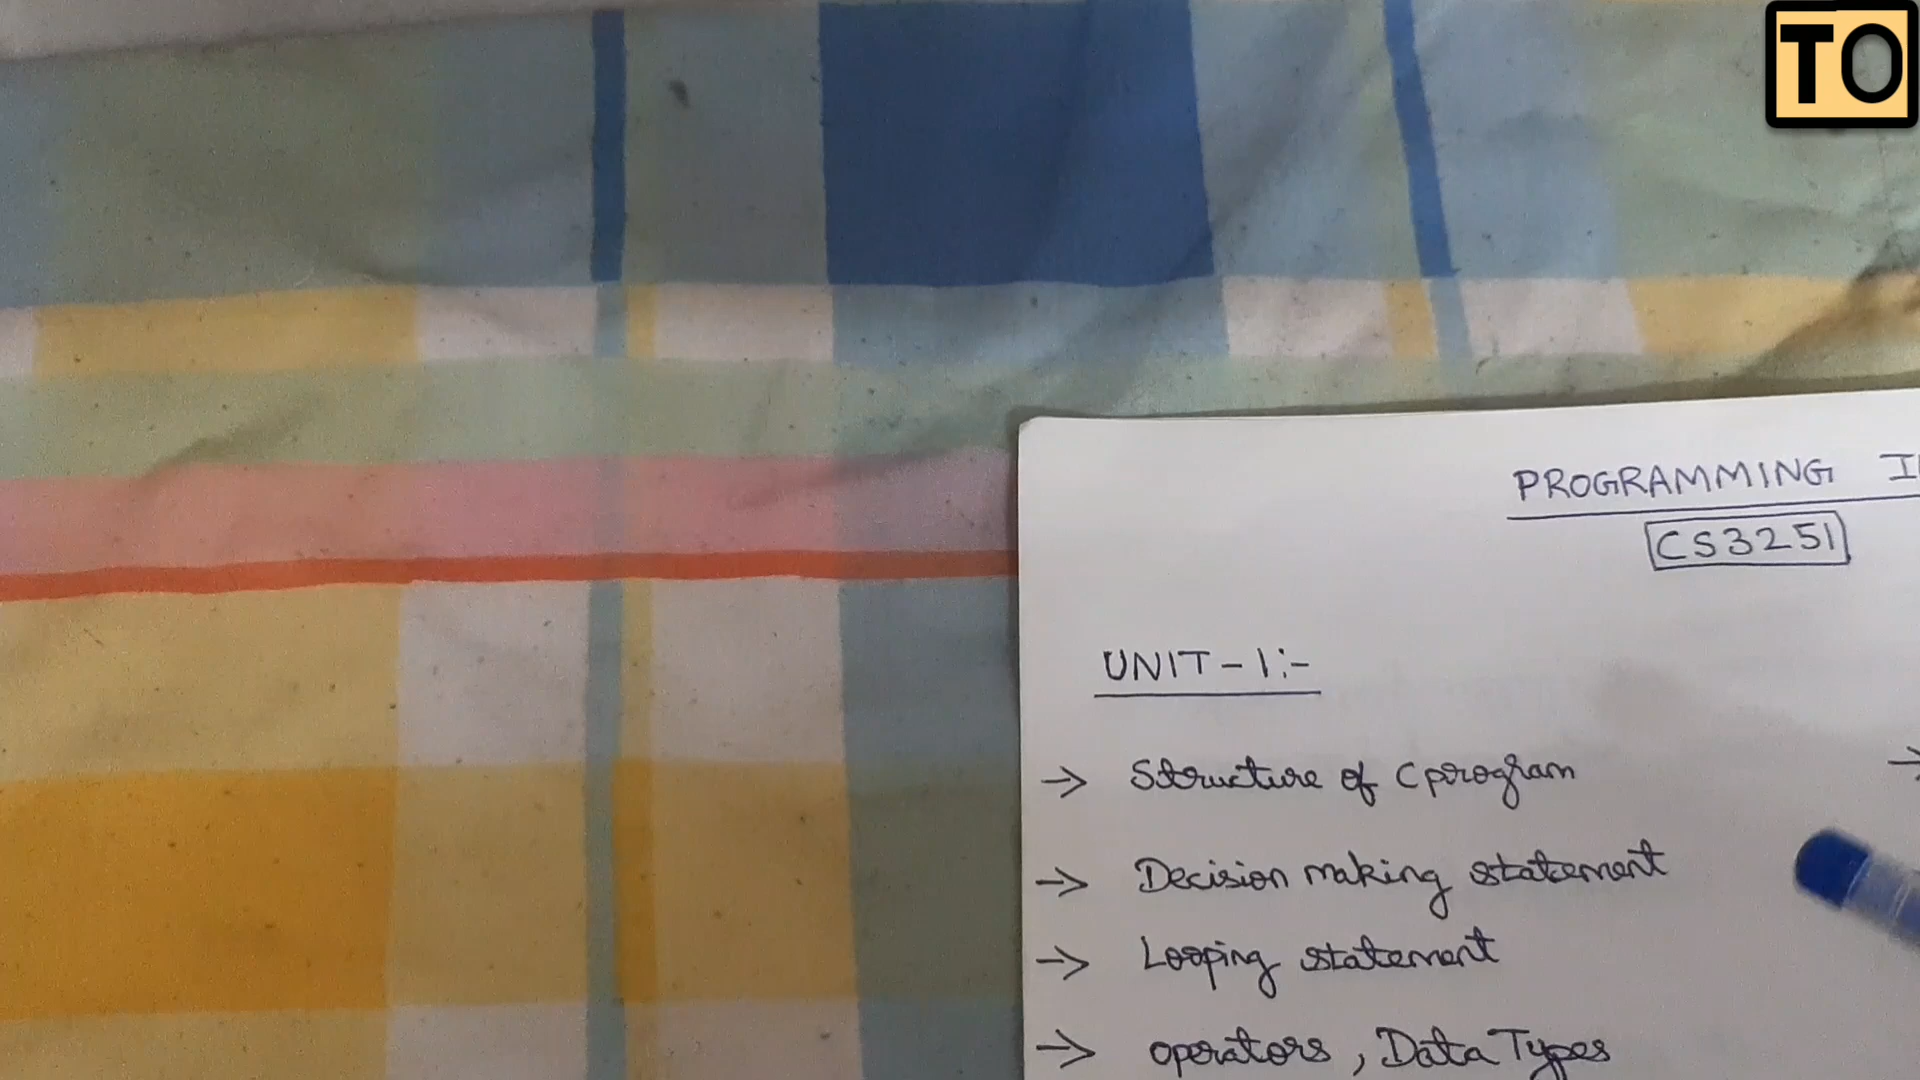 TO
PROGRAMMING
CS3251
UNIT-1:-
→ Structure of C program
→ Decision making statement
→ Looping statement
→ operators, Data Types